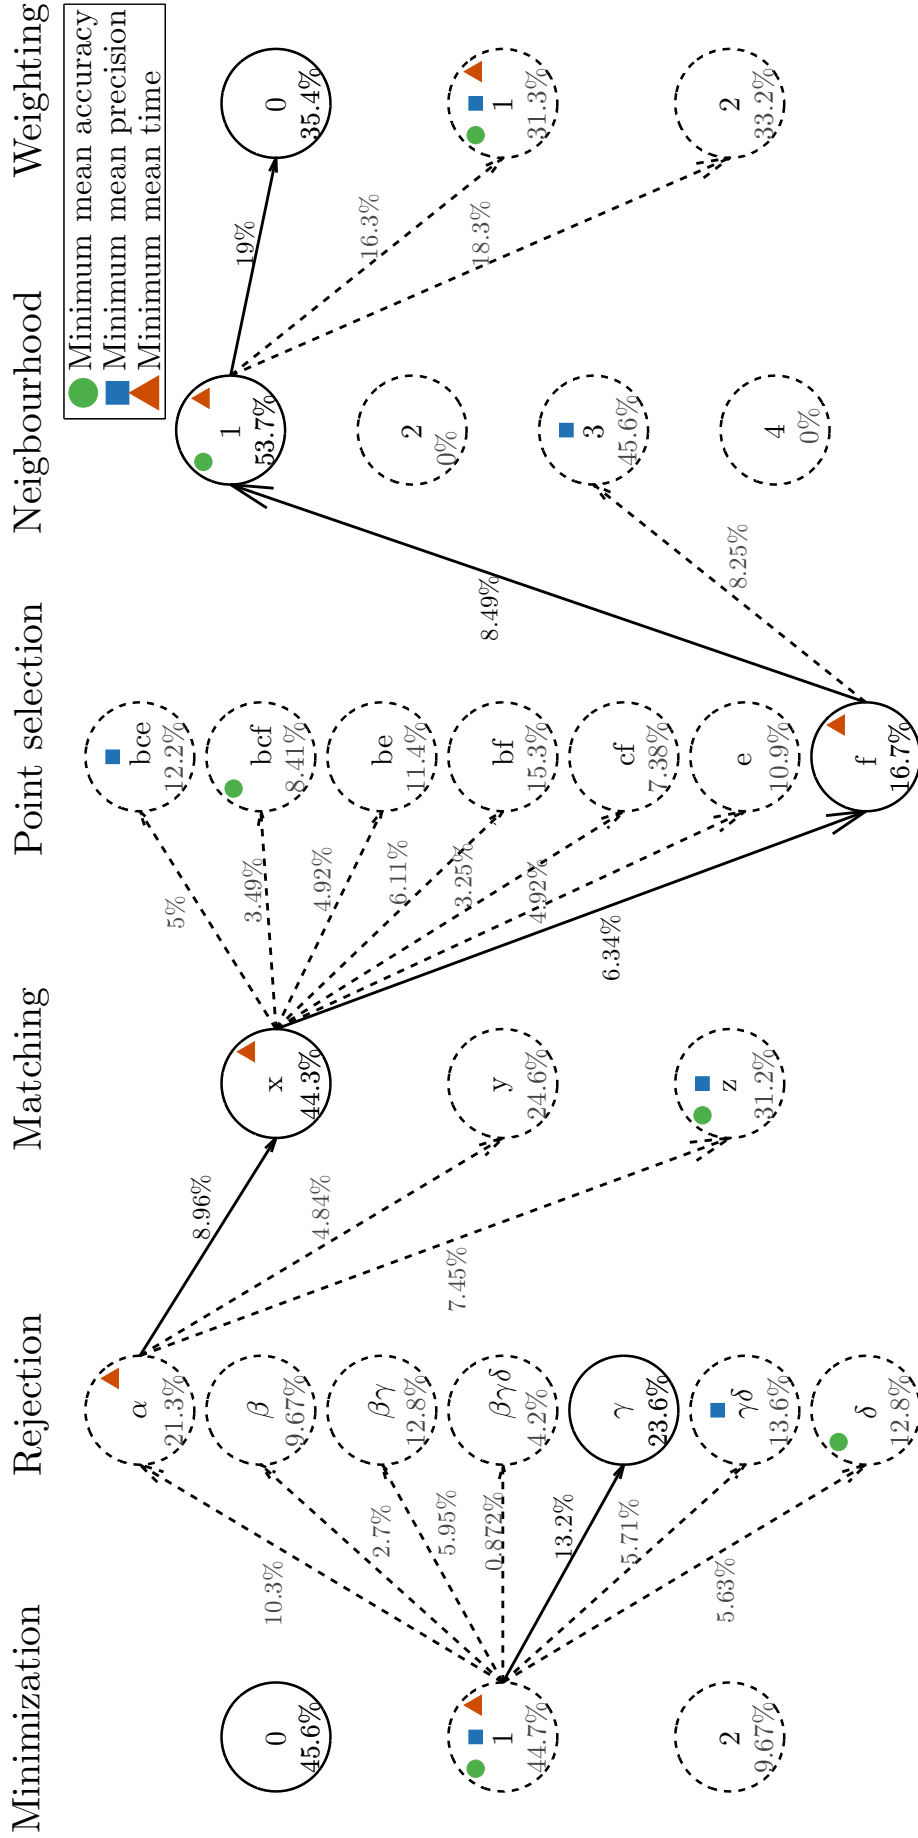 Minimization
Rejection
Matching
Point selection
Neigbourhood
Weighting
Minimum mean accuracy
Minimum mean precision
Minimum mean time
0
45.6%
1
44.7%
2
9.67%
10.3%
2.7%
5.95%
0.872%
13.2%
5.71%
5.63%
α
21.3%
β
9.67%
βγ
12.8%
βγδ
4.2%
γ
23.6%
γδ
13.6%
δ
12.8%
8.96%
4.84%
7.45%
x
44.3%
y
24.6%
z
31.2%
5%
3.49%
4.92%
6.11%
3.25%
4.92%
6.34%
bce
12.2%
bcf
8.41%
be
11.4%
bf
15.3%
cf
7.38%
e
10.9%
f
16.7%
8.49%
8.25%
1
53.7%
2
0%
3
45.6%
4
0%
19%
16.3%
18.3%
0
35.4%
1
31.3%
2
33.2%